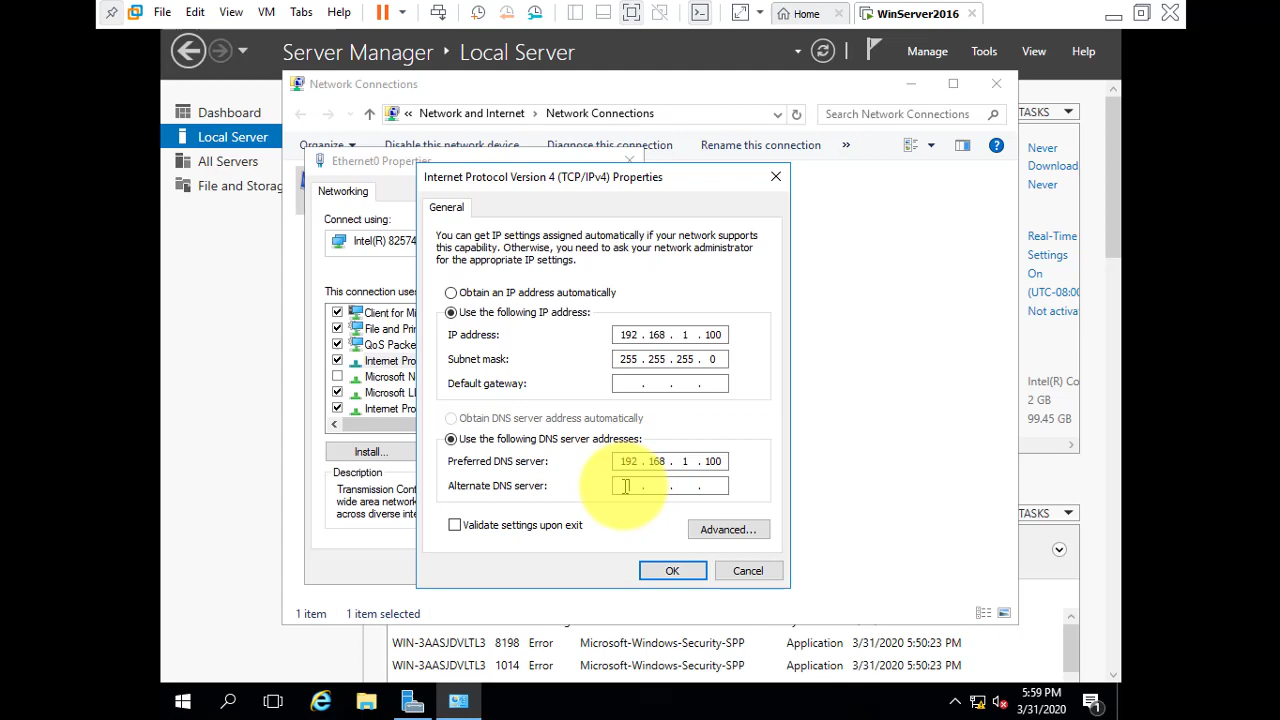 File Edit View VM Tabs Help
Home
WinServer2016
Server Manager
Local Server
Manage Tools View Help
Dashboard
Local Server
All Servers
File and Storag
Network Connections
« Network and Internet
Network Connections
Search Network Connections
Organize
Disable this network device
Diagnose this connection
Rename this connection
»
Ethernet0 Properties
Networking
Connect using:
Intel(R) 82574
This connection uses
Client for Mi
File and Prin
QoS Packe
Internet Pro
Microsoft N
Microsoft LL
Internet Pro
Install...
Description
Transmission Cont
wide area network
across diverse inte
Internet Protocol Version 4 (TCP/IPv4) Properties
General
You can get IP settings assigned automatically if your network supports
this capability. Otherwise, you need to ask your network administrator
for the appropriate IP settings.
Obtain an IP address automatically
Use the following IP address:
IP address: 192 . 168 . 1 . 100
Subnet mask: 255 . 255 . 255 . 0
Default gateway: . . .
Obtain DNS server address automatically
Use the following DNS server addresses:
Preferred DNS server: 192 . 168 . 1 . 100
Alternate DNS server: . . .
Validate settings upon exit
Advanced...
OK
Cancel
TASKS
Never
Download
Never
Real-Time
Settings
On
(UTC-08:00
Not activa
Intel(R) Co
2 GB
99.45 GB
TASKS
1 item 1 item selected
WIN-3AASJDVLTL3 8198 Error Microsoft-Windows-Security-SPP Application 3/31/2020 5:50:23 PM
WIN-3AASJDVLTL3 1014 Error Microsoft-Windows-Security-SPP Application 3/31/2020 5:50:23 PM
5:59 PM
3/31/2020
1